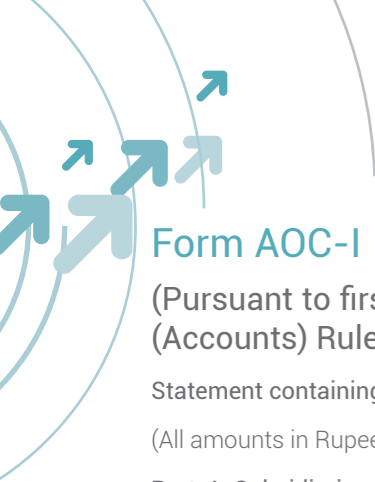 Form AOC-I
(Pursuant to firs
(Accounts) Rule
Statement containing
(All amounts in Rupee